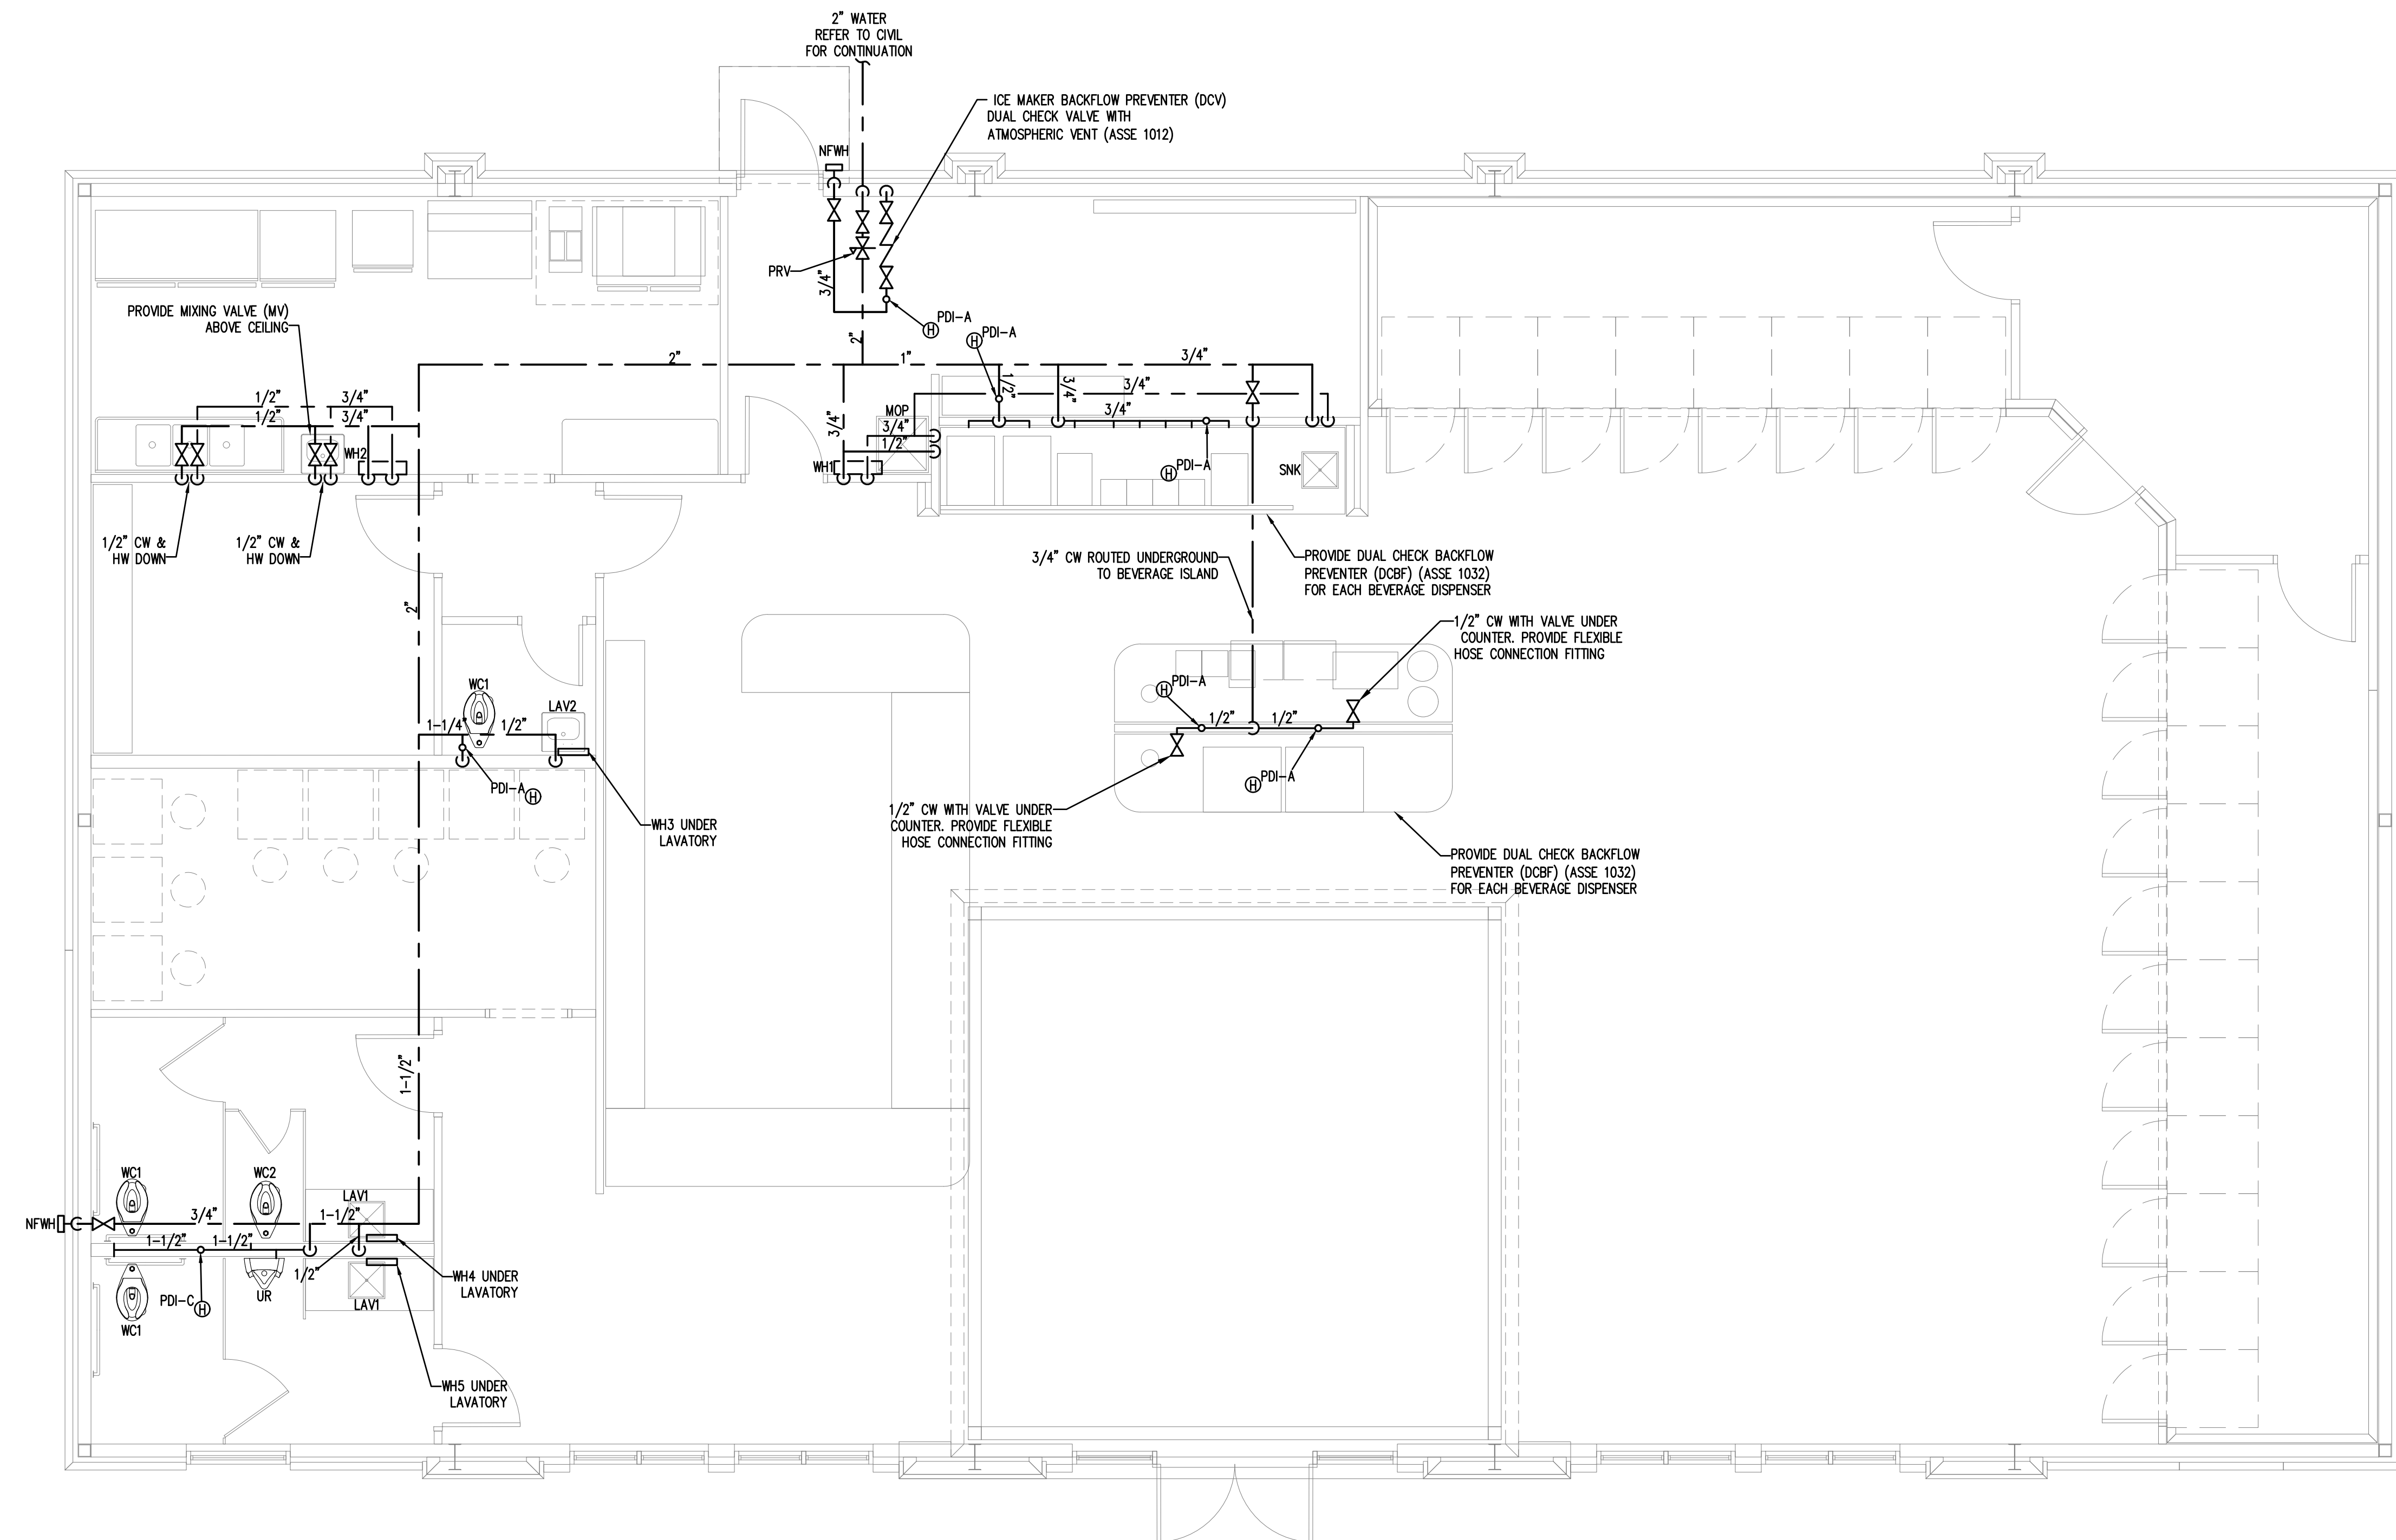 2" WATER
REFER TO CIVIL
FOR CONTINUATION
ICE MAKER BACKFLOW PREVENTER (DCV)
DUAL CHECK VALVE WITH
ATMOSPHERIC VENT (ASSE 1012)
NFWH
PRV
3/4"
PDI-A
H
PDI-A
H
2"
PROVIDE MIXING VALVE (MV)
ABOVE CEILING
2"
1"
3/4"
1/2"
3/4"
3/4"
1/2"
3/4"
1/2"
3/4"
3/4"
MOP
3/4"
3/4"
1/2"
WH2
WH1
PDI-A
H
SNK
1/2" CW &
HW DOWN
1/2" CW &
HW DOWN
3/4" CW ROUTED UNDERGROUND
TO BEVERAGE ISLAND
PROVIDE DUAL CHECK BACKFLOW
PREVENTER (DCBF) (ASSE 1032)
FOR EACH BEVERAGE DISPENSER
2"
1/2" CW WITH VALVE UNDER
COUNTER. PROVIDE FLEXIBLE
HOSE CONNECTION FITTING
WC1
LAV2
1-1/4"
1/2"
PDI-A
H
1/2"
1/2"
PDI-A
H
PDI-A
H
WH3 UNDER
LAVATORY
1/2" CW WITH VALVE UNDER
COUNTER. PROVIDE FLEXIBLE
HOSE CONNECTION FITTING
PROVIDE DUAL CHECK BACKFLOW
PREVENTER (DCBF) (ASSE 1032)
FOR EACH BEVERAGE DISPENSER
1-1/2"
WC1
WC2
LAV1
NFWH
3/4"
1-1/2"
1-1/2"
1-1/2"
1/2"
WH4 UNDER
LAVATORY
PDI-C
H
UR
LAV1
WC1
WH5 UNDER
LAVATORY